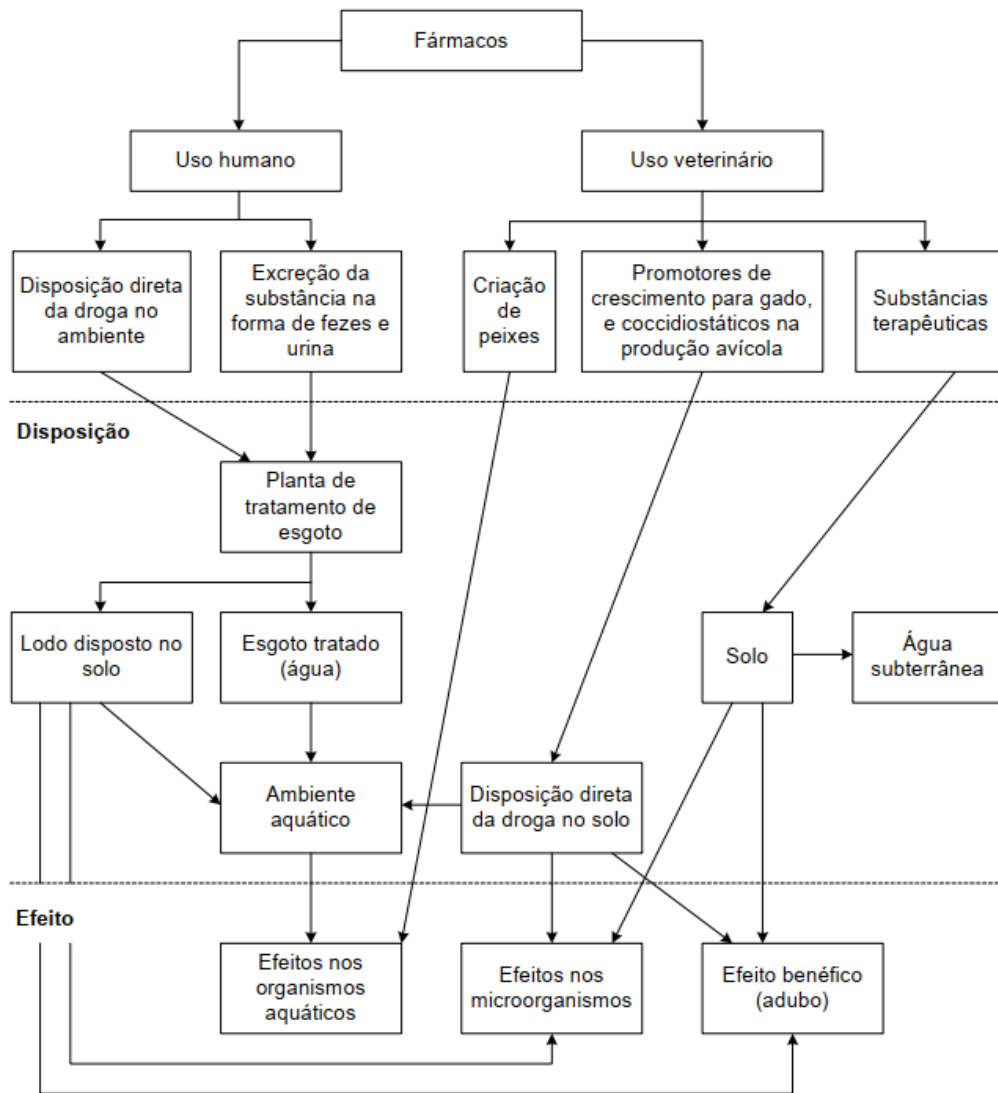 Fármacos
Uso humano
Uso veterinário
Disposição direta
da droga no
ambiente
Excreção da
substância na
forma de fezes e
urina
Criação
de
peixes
Promotores de
crescimento para gado,
e coccidiostáticos na
produção avícola
Substâncias
terapêuticas
Disposição
Planta de
tratamento de
esgoto
Lodo disposto no
solo
Esgoto tratado
(água)
Solo
Água
subterrânea
Ambiente
aquático
Disposição direta
da droga no solo
Efeito
Efeitos nos
organismos
aquáticos
Efeitos nos
microorganismos
Efeito benéfico
(adubo)